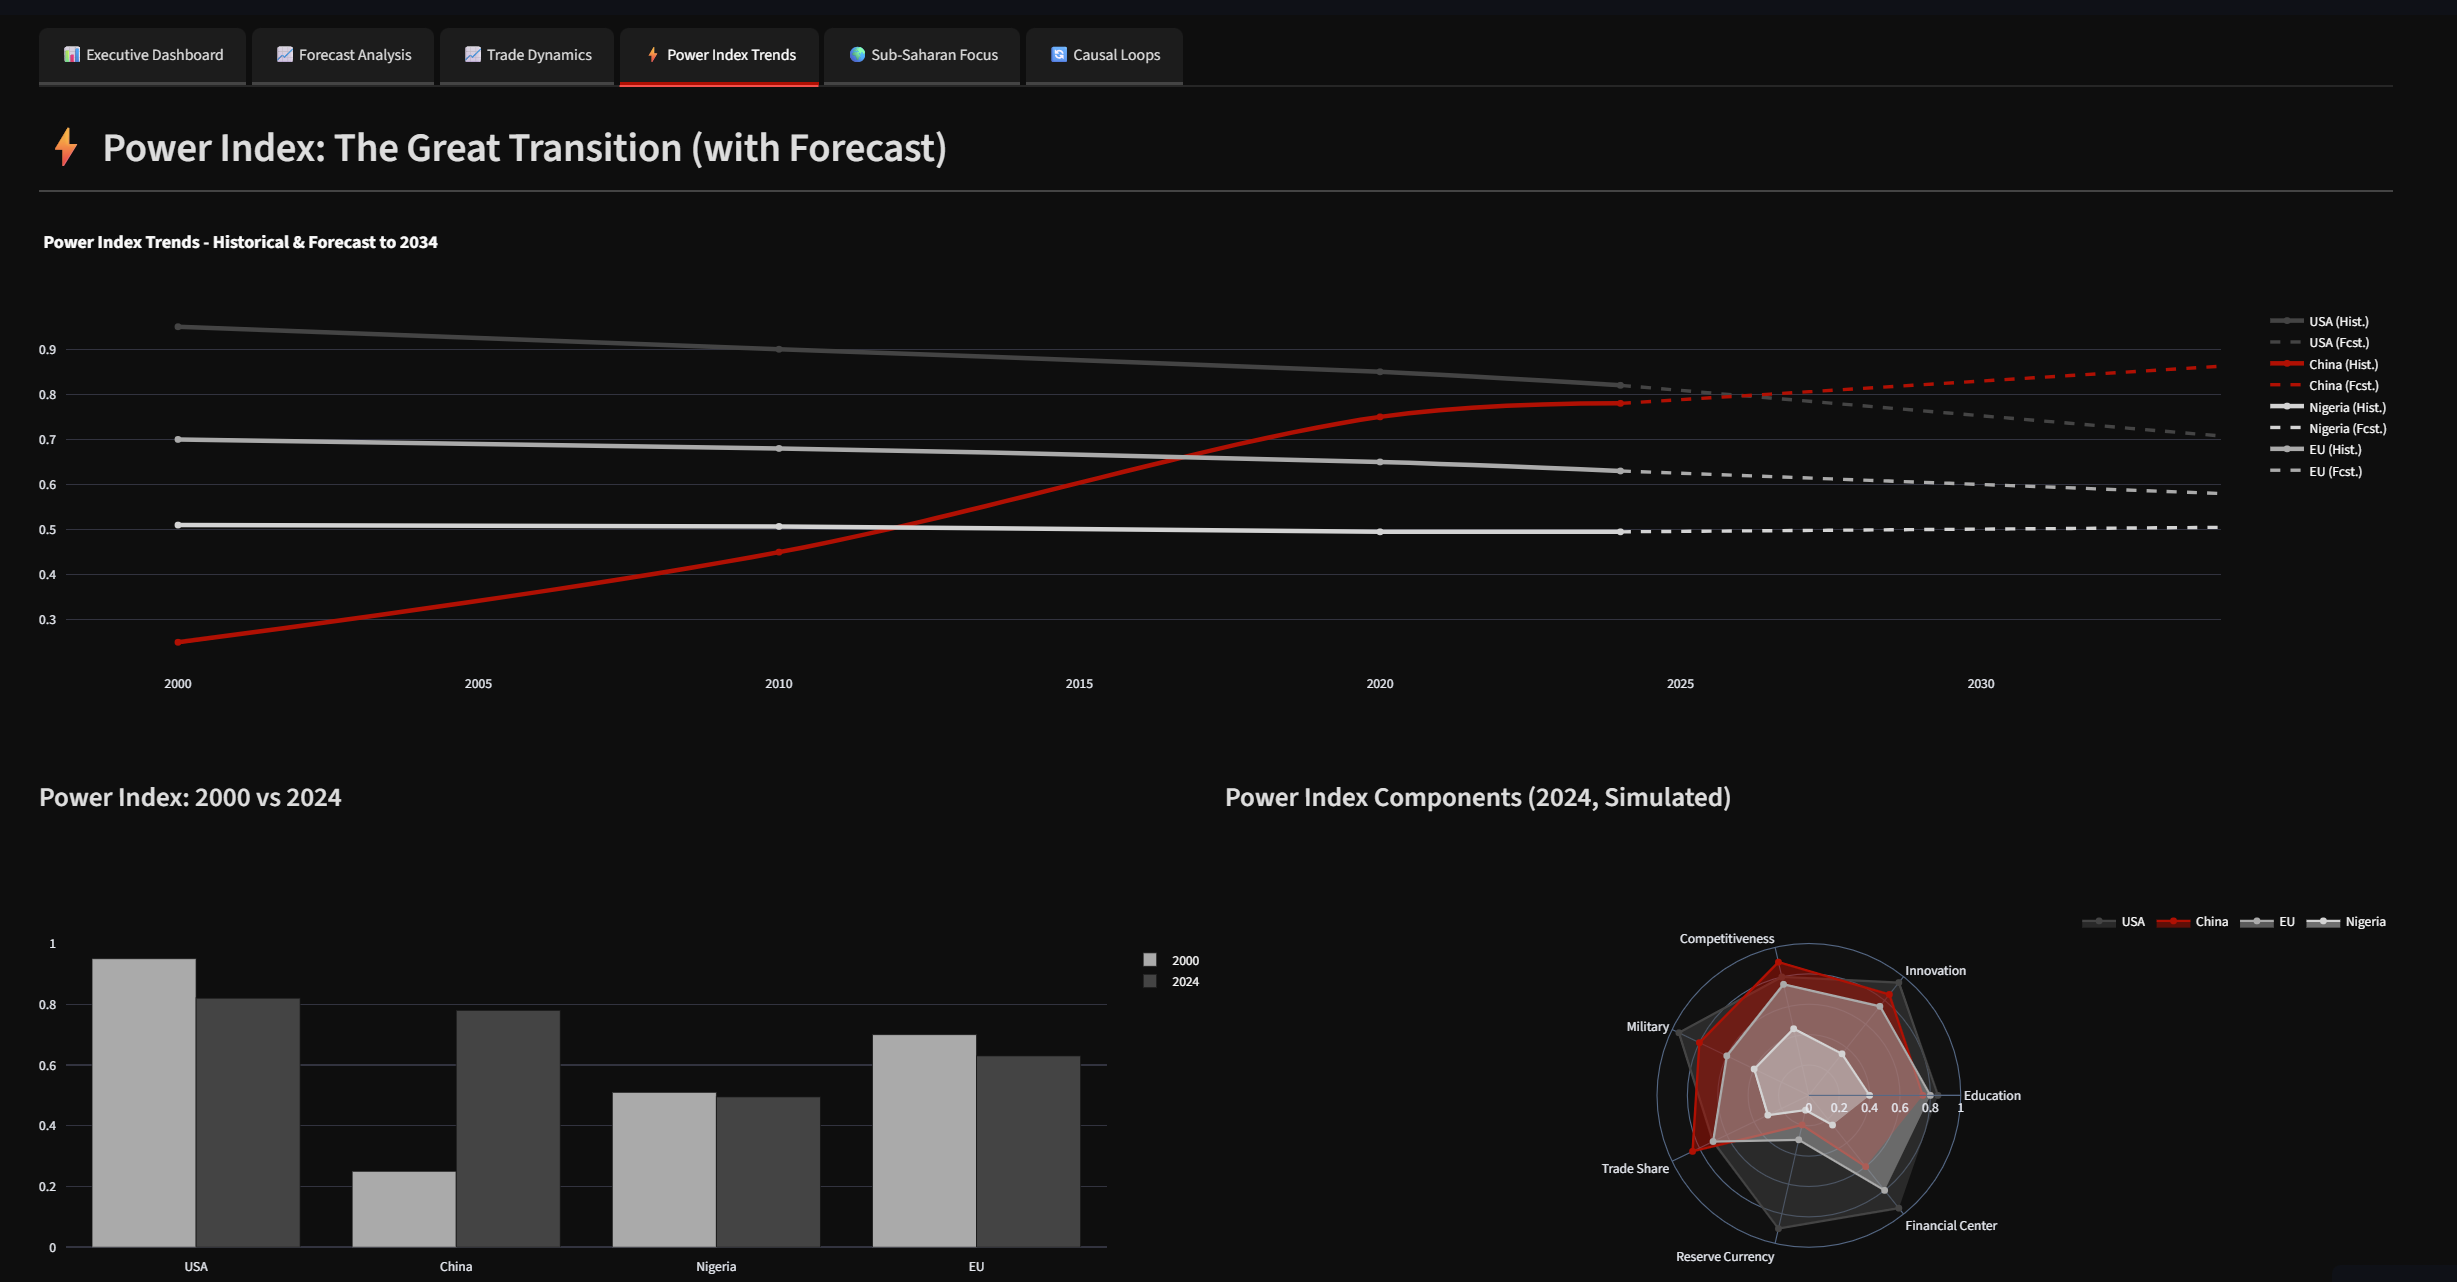 Executive Dashboard
Forecast Analysis
Trade Dynamics
Power Index Trends
Sub-Saharan Focus
Causal Loops
Power Index: The Great Transition (with Forecast)
Power Index Trends - Historical & Forecast to 2034
0.9
0.8
0.7
0.6
0.5
0.4
0.3
2000
2005
2010
2015
2020
2025
2030
USA (Hist.)
USA (Fcst.)
China (Hist.)
China (Fcst.)
Nigeria (Hist.)
Nigeria (Fcst.)
EU (Hist.)
EU (Fcst.)
Power Index: 2000 vs 2024
1
0.8
0.6
0.4
0.2
0
USA
China
Nigeria
EU
2000
2024
Power Index Components (2024, Simulated)
USA
China
EU
Nigeria
Competitiveness
Innovation
Military
Education
0
0.2
0.4
0.6
0.8
1
Trade Share
Financial Center
Reserve Currency